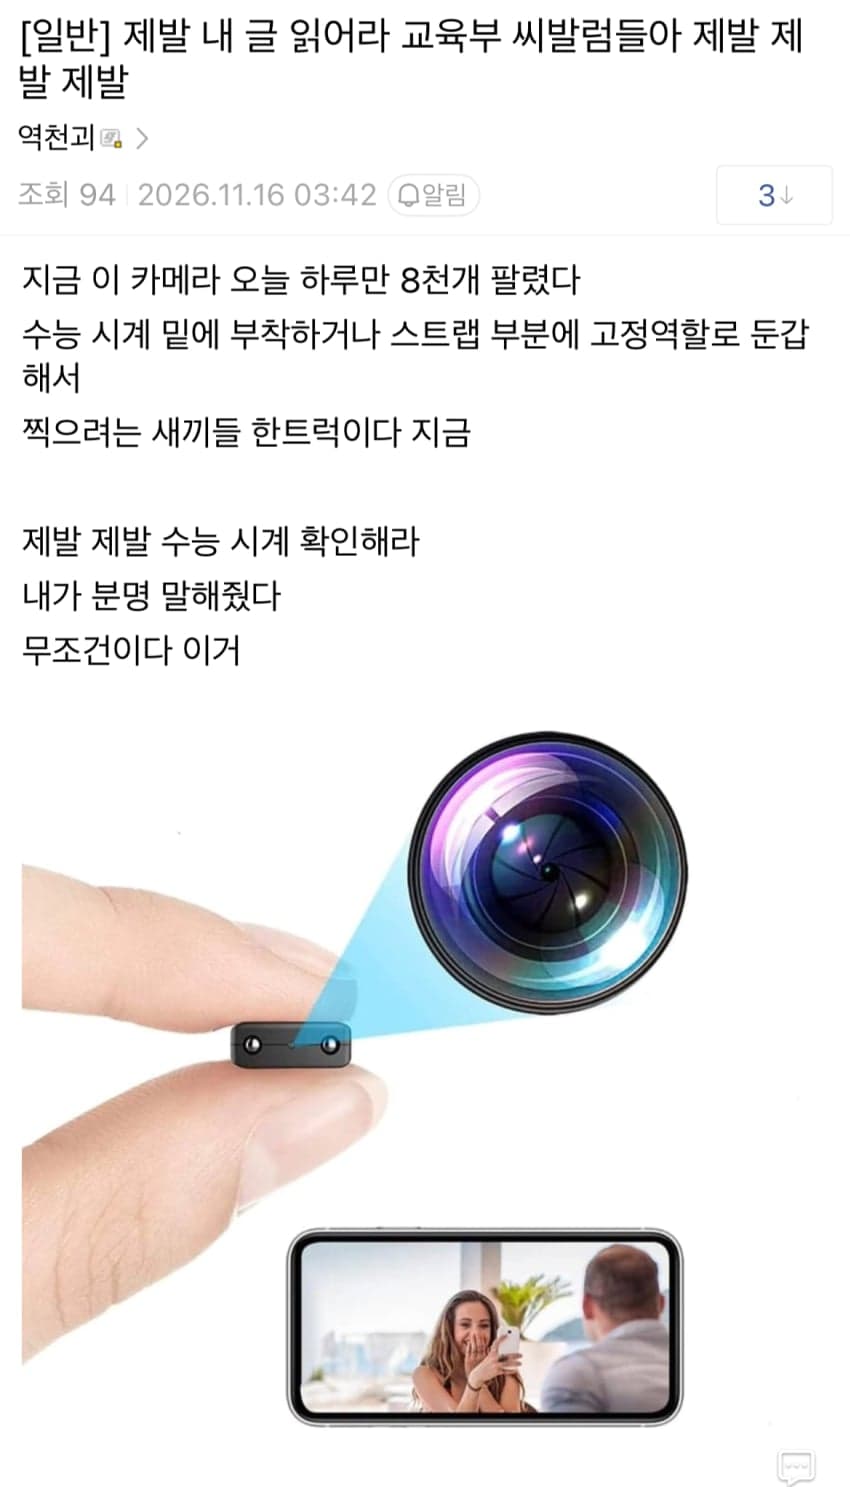 [일반] 제발 내 글 읽어라 교육부 씨발럼들아 제발 제
발 제발
역천괴
조회 94 2026.11.16 03:42 알림
3↓
지금 이 카메라 오늘 하루만 8천개 팔렸다
수능 시계 밑에 부착하거나 스트랩 부분에 고정역할로 둔갑
해서
찍으려는 새끼들 한트럭이다 지금
제발 제발 수능 시계 확인해라
내가 분명 말해줬다
무조건이다 이거